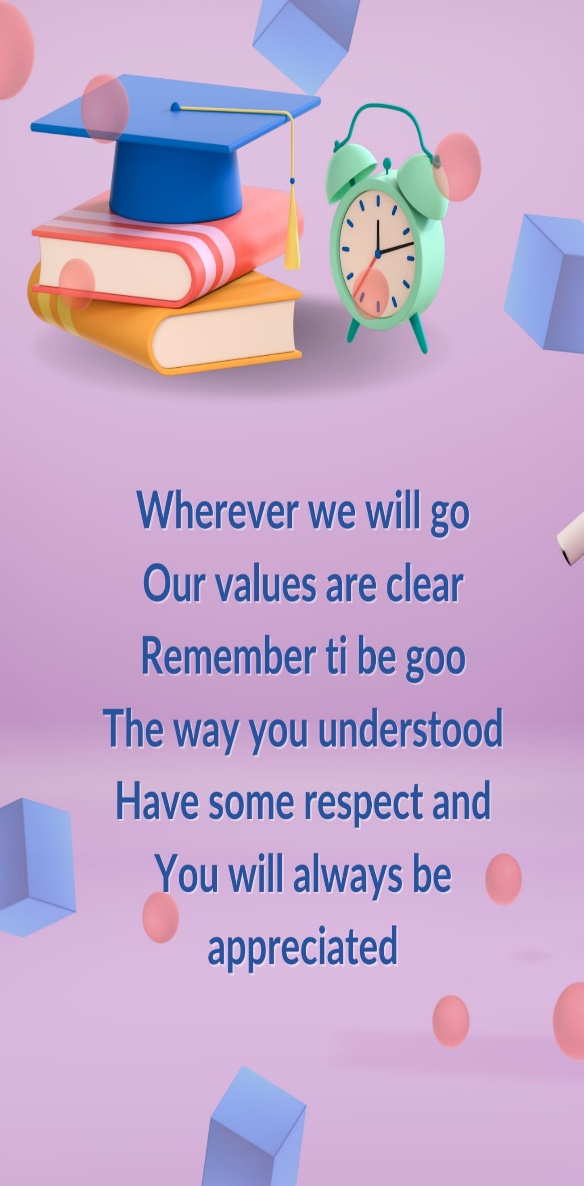 Wherever we will go
Our values are clear
Remember ti be goo
The way you understood
Have some respect and
You will always be
appreciated